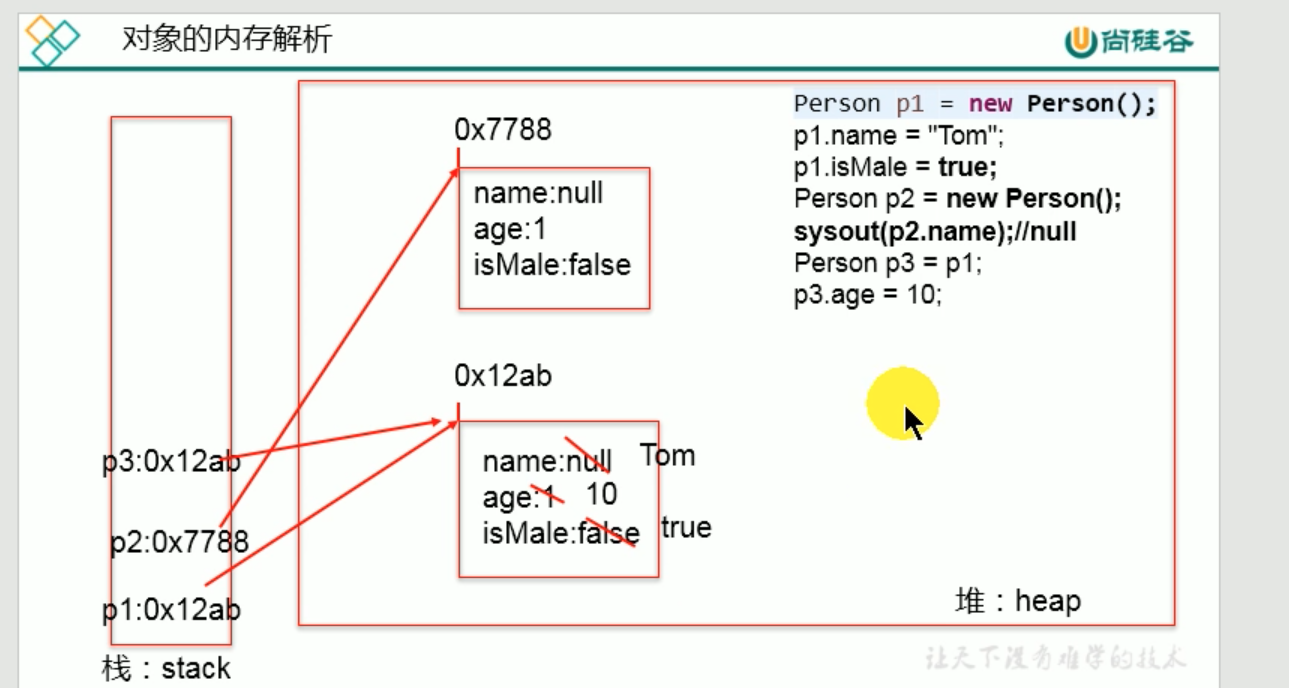 对象的内存解析
尚硅谷
Person p1 = new Person();
p1.name = "Tom";
p1.isMale = true;
Person p2 = new Person();
sysout(p2.name);//null
Person p3 = p1;
p3.age = 10;
0x7788
name:null
age:1
isMale:false
0x12ab
name:null Tom
age:1 10
isMale:false true
p3:0x12ab
p2:0x7788
p1:0x12ab
栈：stack
堆：heap
让天下没有难学的技术